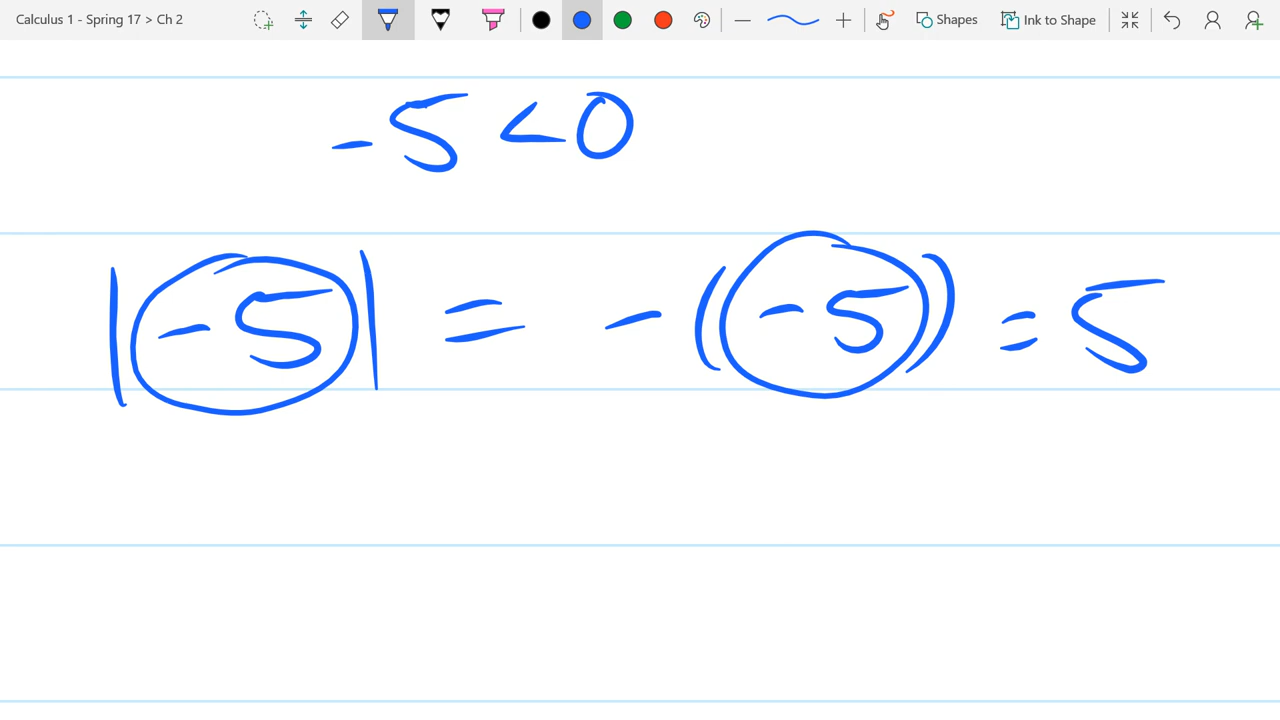 Calculus 1 - Spring 17 > Ch 2 Shapes Ink to Shape
-5 < 0
|-5| = -(-5) = 5